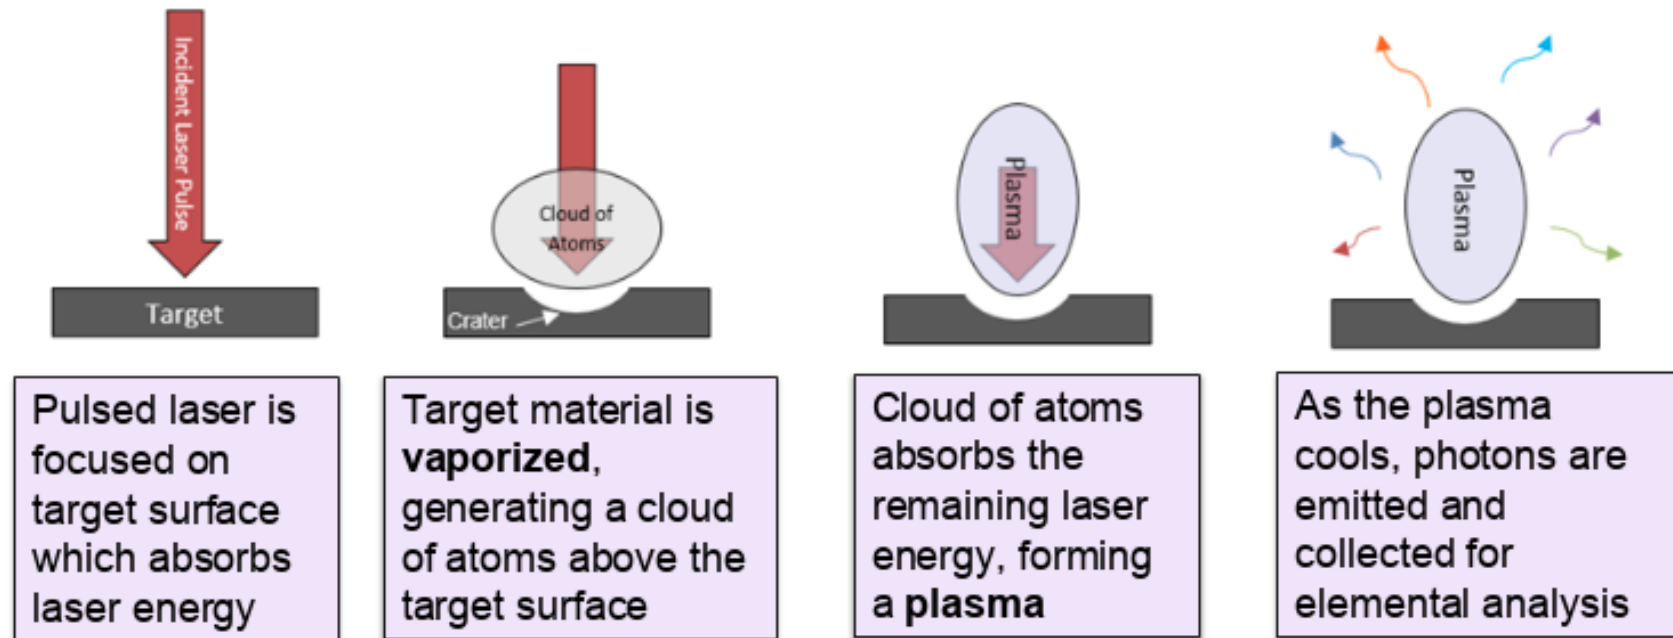 Incident Laser Pulse
Target
Cloud of
Atoms
Crater
Plasma
Plasma
Pulsed laser is
focused on
target surface
which absorbs
laser energy
Target material is
vaporized,
generating a cloud
of atoms above the
target surface
Cloud of atoms
absorbs the
remaining laser
energy, forming
a plasma
As the plasma
cools, photons are
emitted and
collected for
elemental analysis